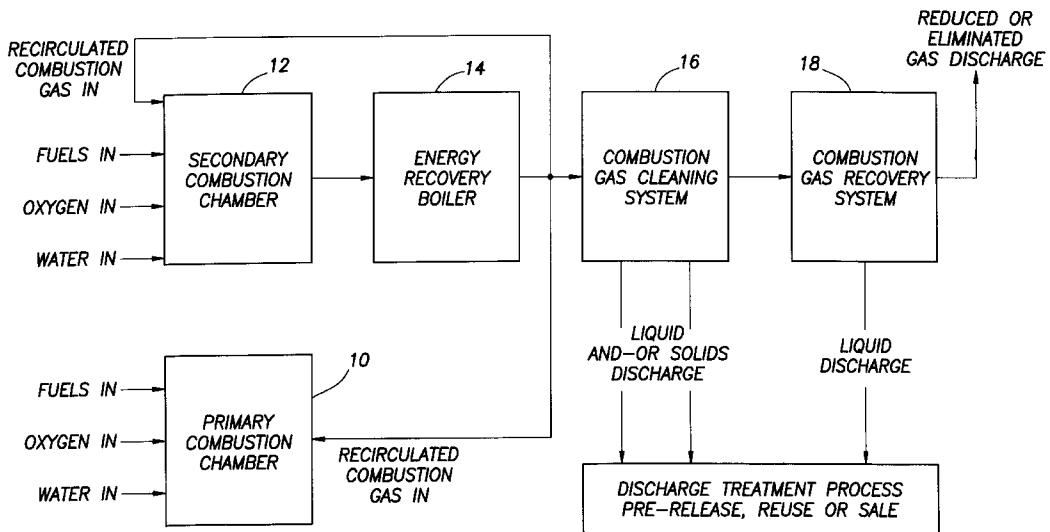 REDUCED OR
ELIMINATED
GAS DISCHARGE
RECIRCULATED
COMBUSTION
GAS IN
12
14
16
18
FUELS IN
OXYGEN IN
WATER IN
SECONDARY
COMBUSTION
CHAMBER
ENERGY
RECOVERY
BOILER
COMBUSTION
GAS CLEANING
SYSTEM
COMBUSTION
GAS RECOVERY
SYSTEM
LIQUID
AND-OR SOLIDS
DISCHARGE
LIQUID
DISCHARGE
10
FUELS IN
OXYGEN IN
WATER IN
PRIMARY
COMBUSTION
CHAMBER
RECIRCULATED
COMBUSTION
GAS IN
DISCHARGE TREATMENT PROCESS
PRE-RELEASE, REUSE OR SALE